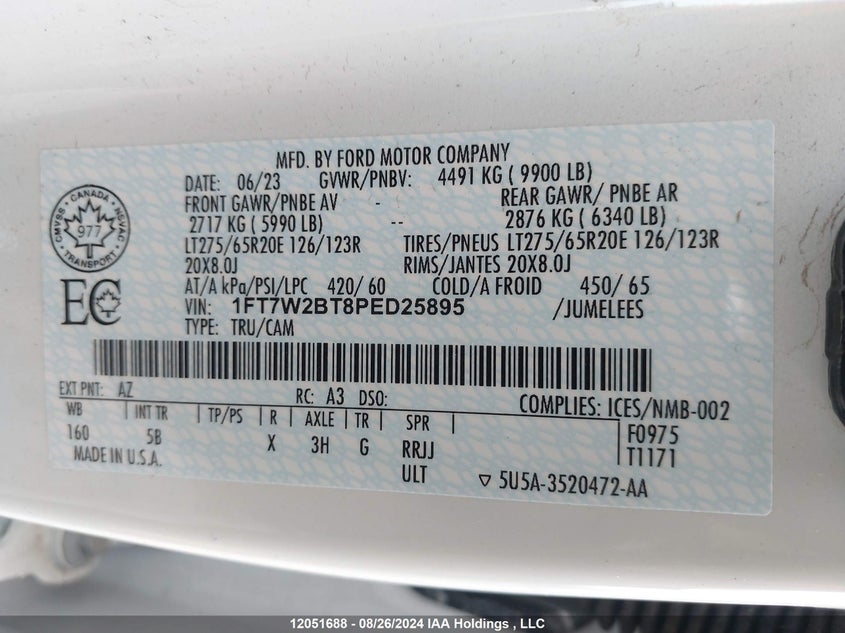 MFD. BY FORD MOTOR COMPANY
DATE: 06/23 GVWR/PNBV: 4491 KG ( 9900 LB)
FRONT GAWR/PNBE AV - REAR GAWR/ PNBE AR
2717 KG ( 5990 LB) -- 2876 KG ( 6340 LB)
LT275/65R20E 126/123R TIRES/PNEUS LT275/65R20E 126/123R
20X8.0J RIMS/JANTES 20X8.0J
AT/A kPa/PSI/LPC 420/ 60 COLD/A FROID 450/ 65
VIN: 1FT7W2BT8PED25895 /JUMELEES
TYPE: TRU/CAM
CANADA
CMVSS NSVAC
977
TRANSPORT
EC
EXT PNT: AZ RC: A3 DSO: COMPLIES: ICES/NMB-002
WB INT TR TP/PS R AXLE TR SPR F0975
160 5B X 3H G RRJJ T1171
MADE IN U.S.A. ULT ▽ 5U5A-3520472-AA
12051688 - 08/26/2024 IAA Holdings , LLC